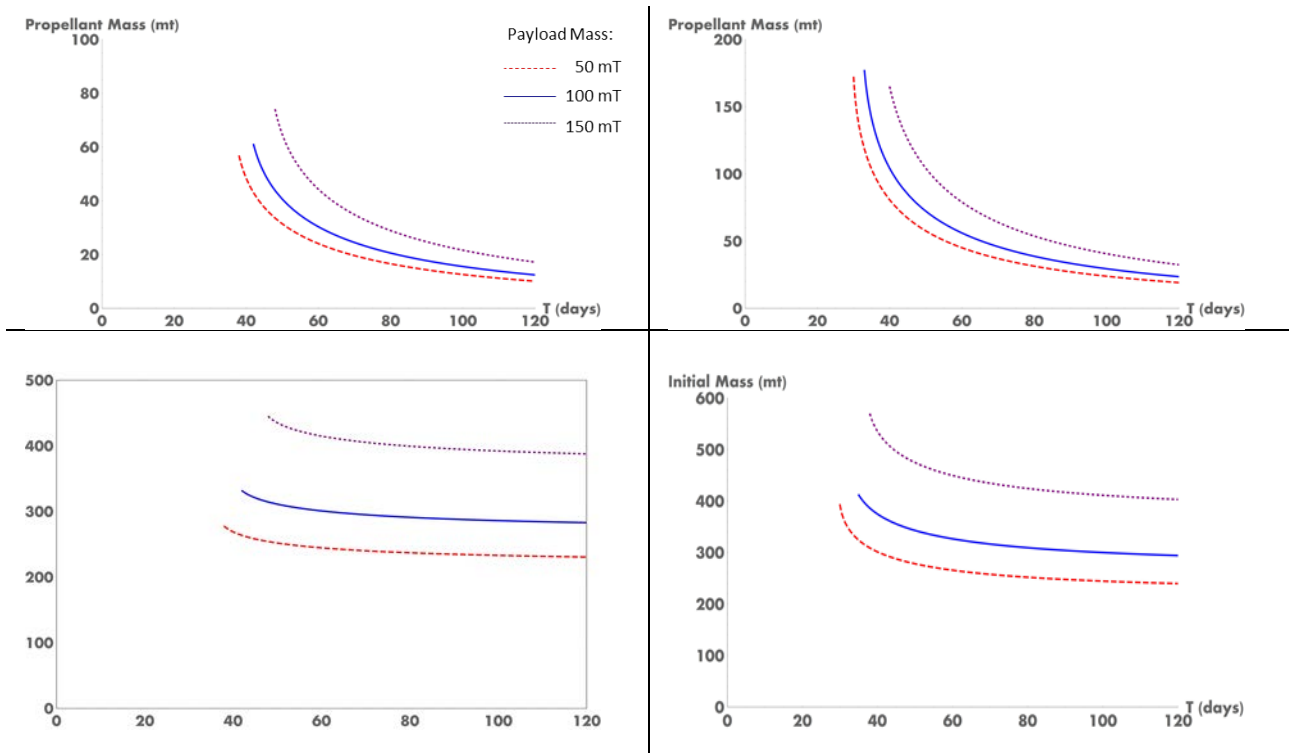 Propellant Mass (mt)
100
80
60
40
20
0
0 20 40 60 80 100 120
T (days)
Payload Mass:
50 mT
100 mT
150 mT
Propellant Mass (mt)
200
150
100
50
0
0 20 40 60 80 100 120
T (days)
500
400
300
200
100
0
0 20 40 60 80 100 120
Initial Mass (mt)
600
500
400
300
200
100
0
0 20 40 60 80 100 120
T (days)